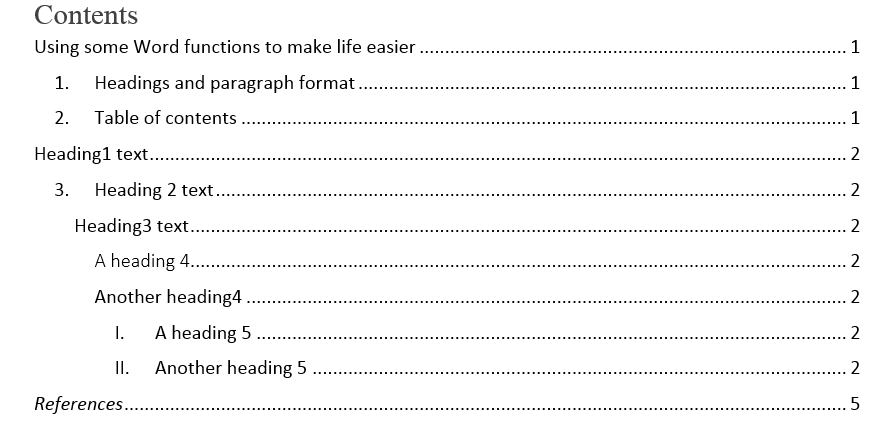 Contents
Using some Word functions to make life easier ........................................ 1
1. Headings and paragraph format ........................................ 1
2. Table of contents ........................................ 1
Heading1 text........................................ 2
3. Heading 2 text........................................ 2
Heading3 text........................................ 2
A heading 4........................................ 2
Another heading4 ........................................ 2
I. A heading 5 ........................................ 2
II. Another heading 5 ........................................ 2
References........................................ 5